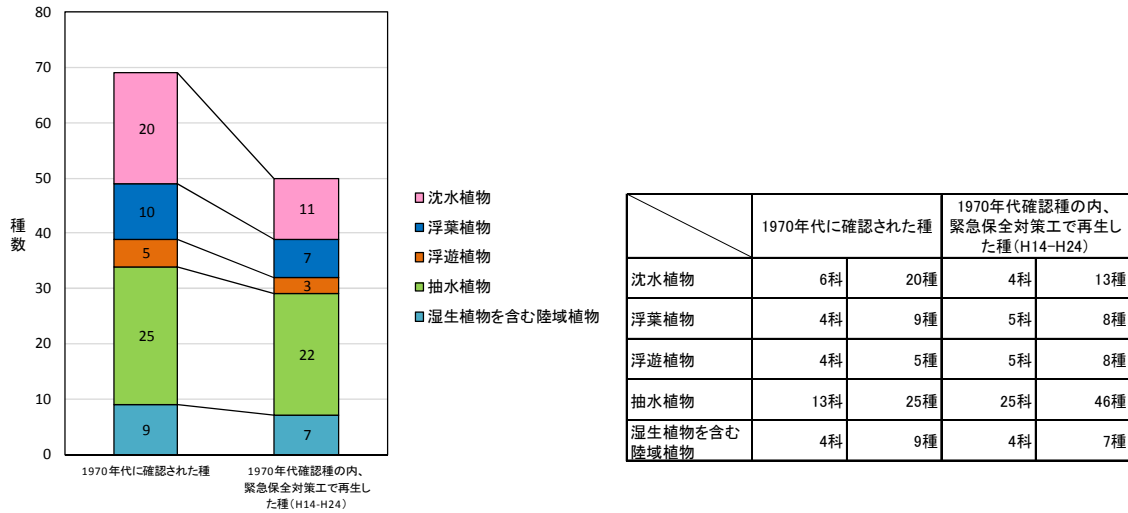 80
70
60
50
40
30
20
10
0
種数
20
10
5
25
9
11
7
3
22
7
1970年代に確認された種
1970年代確認種の内、
緊急保全対策工で再生し
た種(H14-H24)
沈水植物
浮葉植物
浮遊植物
抽水植物
湿生植物を含む陸域植物
1970年代に確認された種
1970年代確認種の内、
緊急保全対策工で再生し
た種(H14-H24)
沈水植物 6科 20種 4科 13種
浮葉植物 4科 9種 5科 8種
浮遊植物 4科 5種 5科 8種
抽水植物 13科 25種 25科 46種
湿生植物を含む
陸域植物 4科 9種 4科 7種